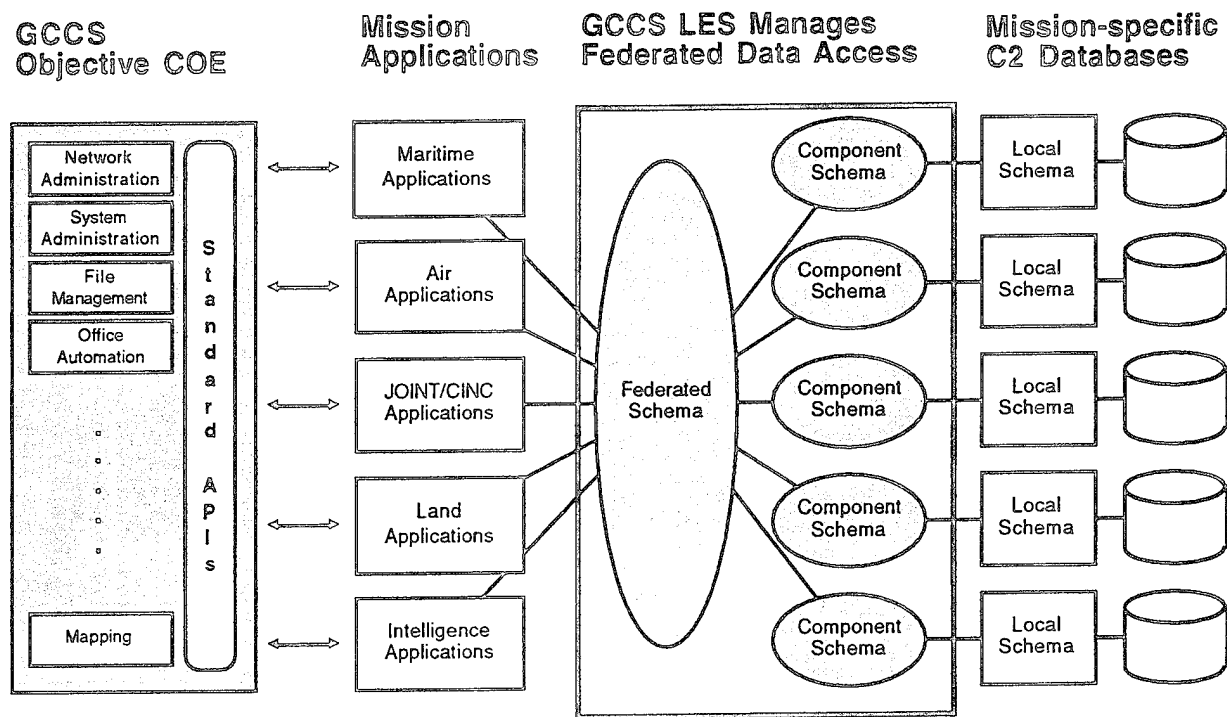 GCCS
Objective COE
Mission
Applications
GCCS LES Manages
Federated Data Access
Mission-specific
C2 Databases
Network
Administration
System
Administration
File
Management
Office
Automation
Mapping
Standard APIs
Maritime
Applications
Air
Applications
JOINT/CINC
Applications
Land
Applications
Intelligence
Applications
Federated
Schema
Component
Schema
Component
Schema
Component
Schema
Component
Schema
Component
Schema
Local
Schema
Local
Schema
Local
Schema
Local
Schema
Local
Schema